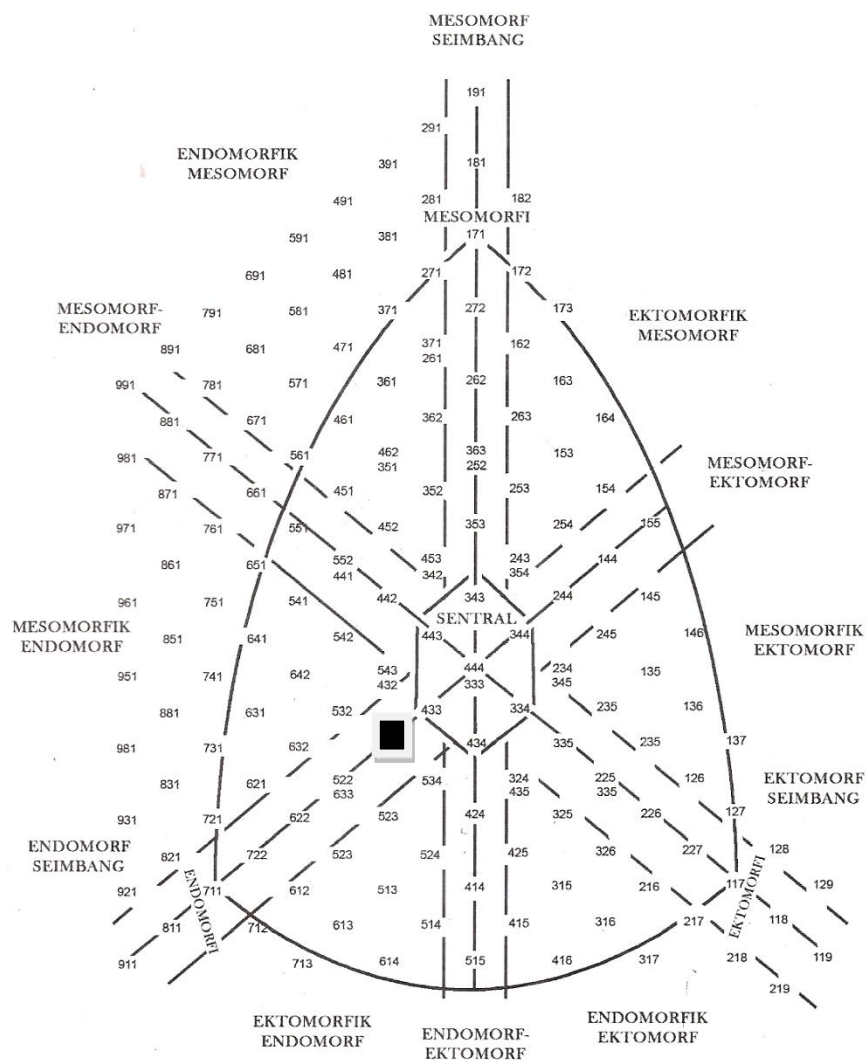 MESOMORF
SEIMBANG
191
291
ENDOMORFIK
MESOMORF
391 181
491 281 182
MESOMORFI
591 381 171
691 481 271 172
MESOMORF-
ENDOMORF
791 581 371 272 173
EKTOMORFIK
MESOMORF
891 681 471 371 162
261
991 781 571 361 262 163
881 671 461 362 263 164
981 771 561 462 363 153
351 252
MESOMORF-
EKTOMORF
871 661 451 352 253 154
971 761 551 452 353 254 155
861 651 552 453 243 144
441 342 354
961 751 541 442 343 244 145
SENTRAL
MESOMORFIK
ENDOMORF
851 641 542 443 344 245 146
MESOMORFIK
EKTOMORF
951 741 642 543 444 234 135
432 333 345
881 631 532 433 334 235 136
981 731 632 434 335 235 137
831 621 522 534 324 225 126
633 435 335
EKTOMORF
SEIMBANG
931 721 622 523 424 325 226 127
ENDOMORF
SEIMBANG
821 722 523 524 425 326 227 128
921 711 612 513 414 315 216 117 129
ENDOMORFI
EKTOMORFI
811 712 613 514 415 316 217 118
911 713 614 515 416 317 218 119
219
EKTOMORFIK
ENDOMORF
ENDOMORF-
EKTOMORF
ENDOMORFIK
EKTOMORF